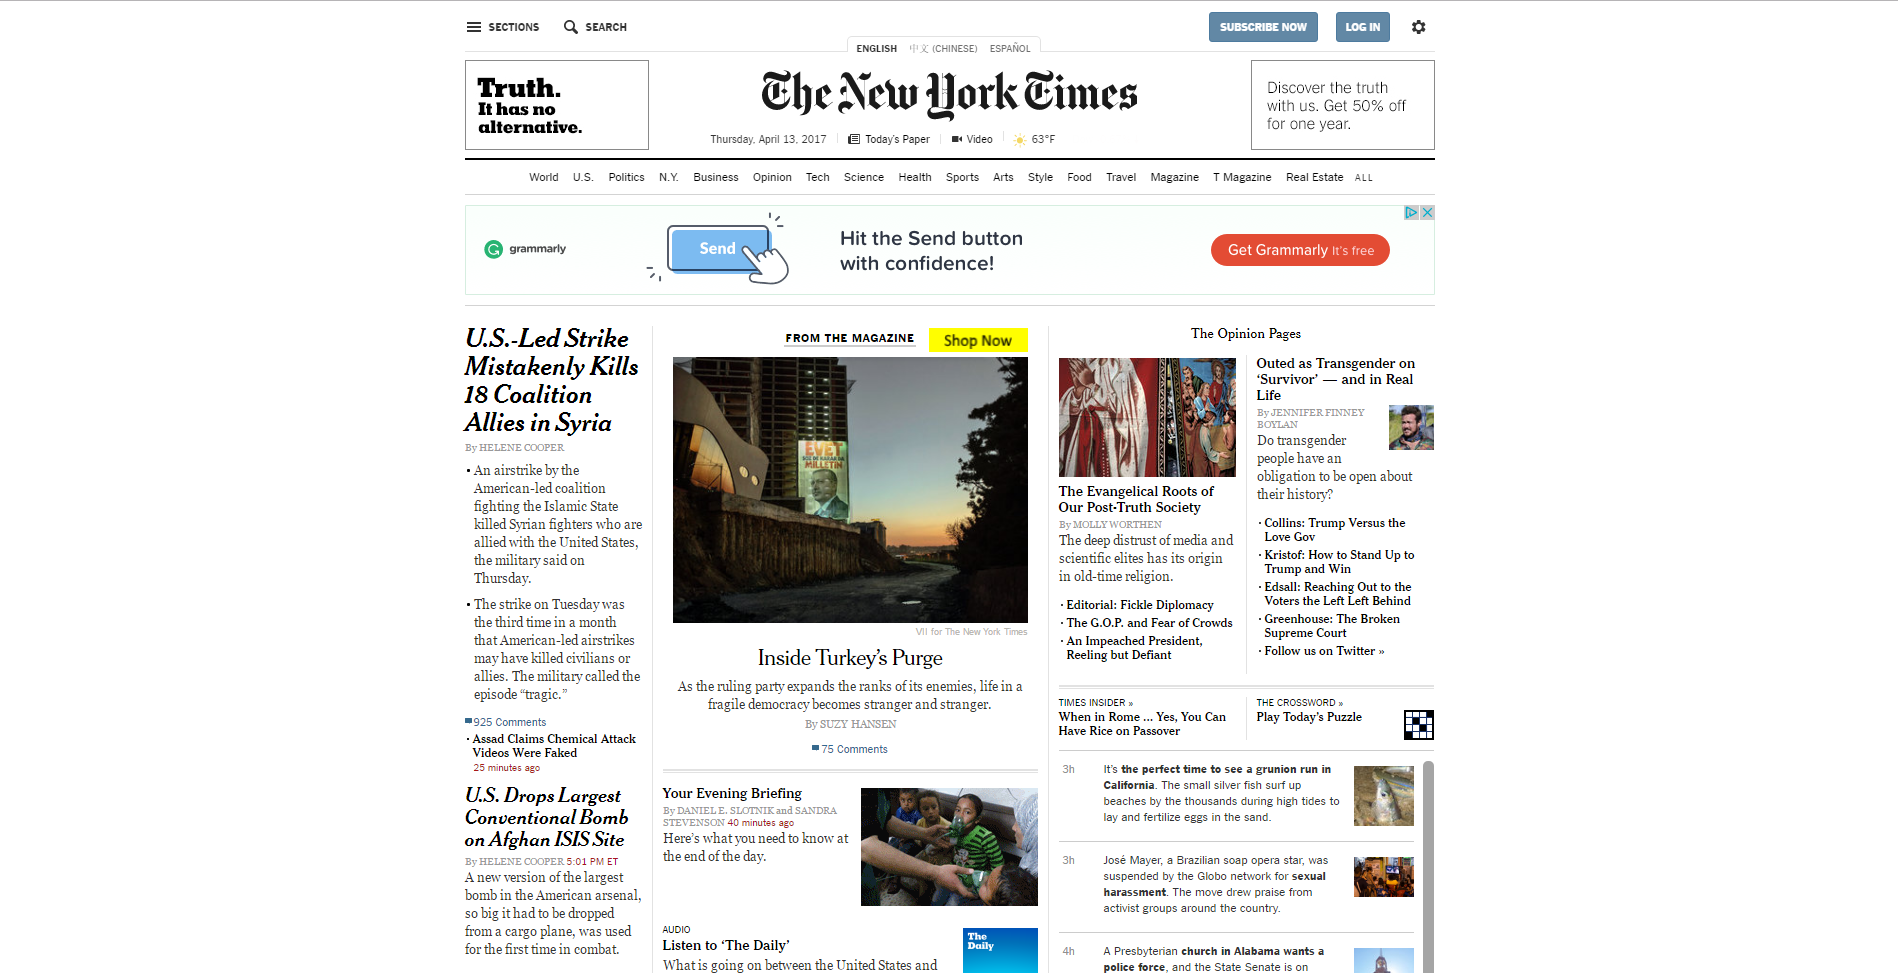 SECTIONS
SEARCH
SUBSCRIBE NOW
LOG IN
ENGLISH
中文 (CHINESE)
ESPAÑOL
Truth.
It has no
alternative.
The New York Times
Discover the truth
with us. Get 50% off
for one year.
Thursday, April 13, 2017
Today's Paper
Video
63°F
World U.S. Politics N.Y. Business Opinion Tech Science Health Sports Arts Style Food Travel Magazine T Magazine Real Estate ALL
grammarly
Send
Hit the Send button
with confidence!
Get Grammarly It's free
U.S.-Led Strike
Mistakenly Kills
18 Coalition
Allies in Syria
By HELENE COOPER
• An airstrike by the
American-led coalition
fighting the Islamic State
killed Syrian fighters who are
allied with the United States,
the military said on
Thursday.
• The strike on Tuesday was
the third time in a month
that American-led airstrikes
may have killed civilians or
allies. The military called the
episode “tragic.”
925 Comments
· Assad Claims Chemical Attack
Videos Were Faked
25 minutes ago
U.S. Drops Largest
Conventional Bomb
on Afghan ISIS Site
By HELENE COOPER 5:01 PM ET
A new version of the largest
bomb in the American arsenal,
so big it had to be dropped
from a cargo plane, was used
for the first time in combat.
FROM THE MAGAZINE
Shop Now
EVET
MİLLETİN
VII for The New York Times
Inside Turkey’s Purge
As the ruling party expands the ranks of its enemies, life in a
fragile democracy becomes stranger and stranger.
By SUZY HANSEN
75 Comments
Your Evening Briefing
By DANIEL E. SLOTNIK and SANDRA
STEVENSON 40 minutes ago
Here’s what you need to know at
the end of the day.
AUDIO
Listen to ‘The Daily’
What is going on between the United States and
The
Daily
The Opinion Pages
The Evangelical Roots of
Our Post-Truth Society
By MOLLY WORTHEN
The deep distrust of media and
scientific elites has its origin
in old-time religion.
· Editorial: Fickle Diplomacy
· The G.O.P. and Fear of Crowds
· An Impeached President,
Reeling but Defiant
Outed as Transgender on
‘Survivor’ — and in Real
Life
By JENNIFER FINNEY
BOYLAN
Do transgender
people have an
obligation to be open about
their history?
· Collins: Trump Versus the
Love Gov
· Kristof: How to Stand Up to
Trump and Win
· Edsall: Reaching Out to the
Voters the Left Left Behind
· Greenhouse: The Broken
Supreme Court
· Follow us on Twitter »
TIMES INSIDER »
When in Rome ... Yes, You Can
Have Rice on Passover
THE CROSSWORD »
Play Today’s Puzzle
3h
It’s the perfect time to see a grunion run in
California. The small silver fish surf up
beaches by the thousands during high tides to
lay and fertilize eggs in the sand.
3h
José Mayer, a Brazilian soap opera star, was
suspended by the Globo network for sexual
harassment. The move drew praise from
activist groups around the country.
4h
A Presbyterian church in Alabama wants a
police force, and the State Senate is on